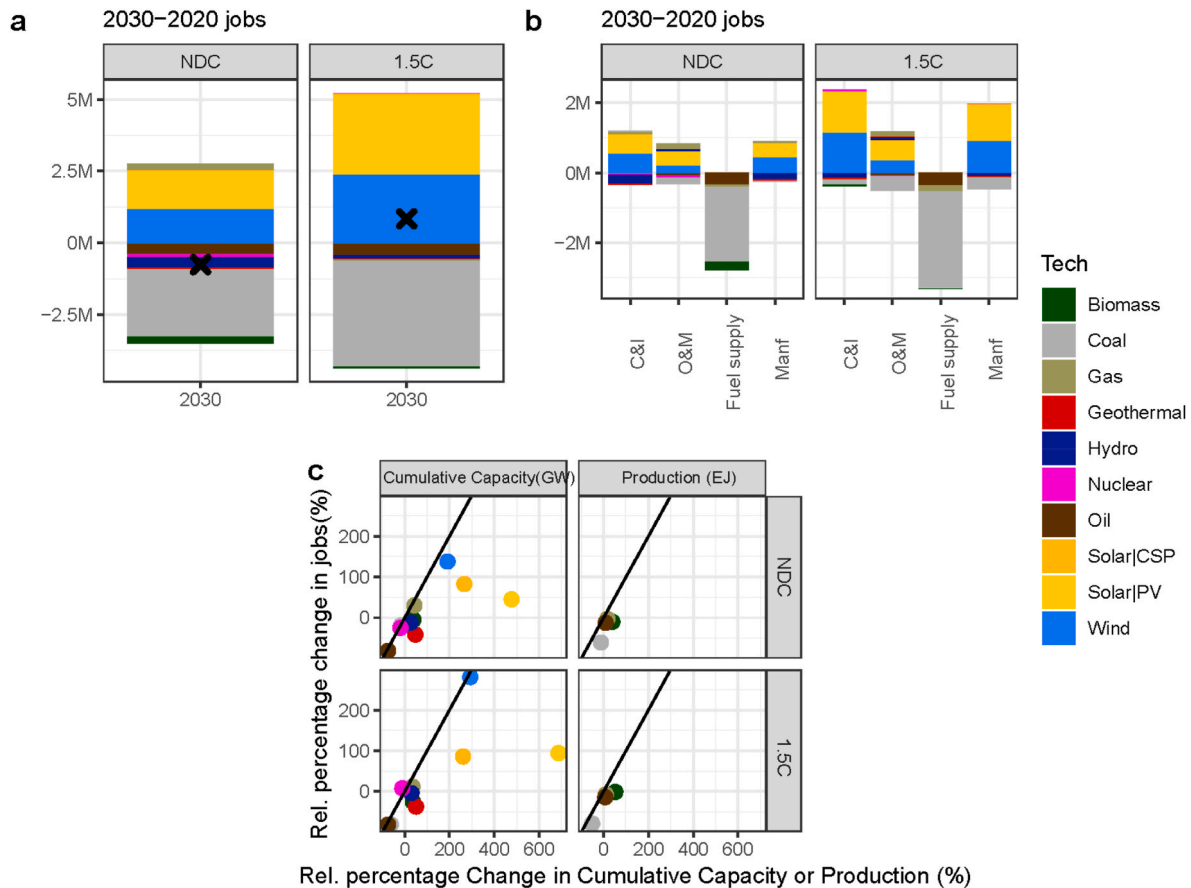 a
2030−2020 jobs
NDC
1.5C
5M
2.5M
0M
−2.5M
2030
2030
b
2030−2020 jobs
NDC
1.5C
2M
0M
−2M
C&I
O&M
Fuel supply
Manf
C&I
O&M
Fuel supply
Manf
Tech
Biomass
Coal
Gas
Geothermal
Hydro
Nuclear
Oil
Solar|CSP
Solar|PV
Wind
c
Cumulative Capacity(GW)
Production (EJ)
Rel. percentage change in jobs(%)
200
100
0
NDC
200
100
0
1.5C
0
200
400
600
0
200
400
600
Rel. percentage Change in Cumulative Capacity or Production (%)